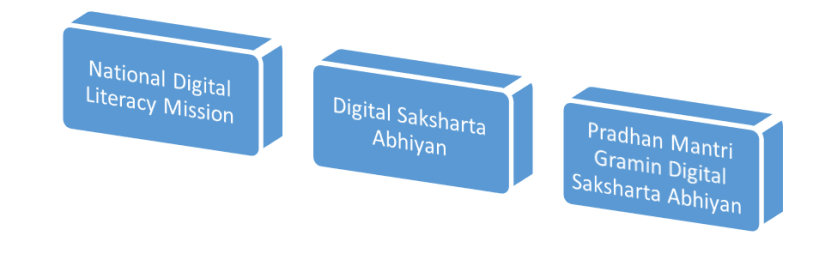 National Digital
Literacy Mission
Digital Saksharta
Abhiyan
Pradhan Mantri
Gramin Digital
Saksharta Abhiyan